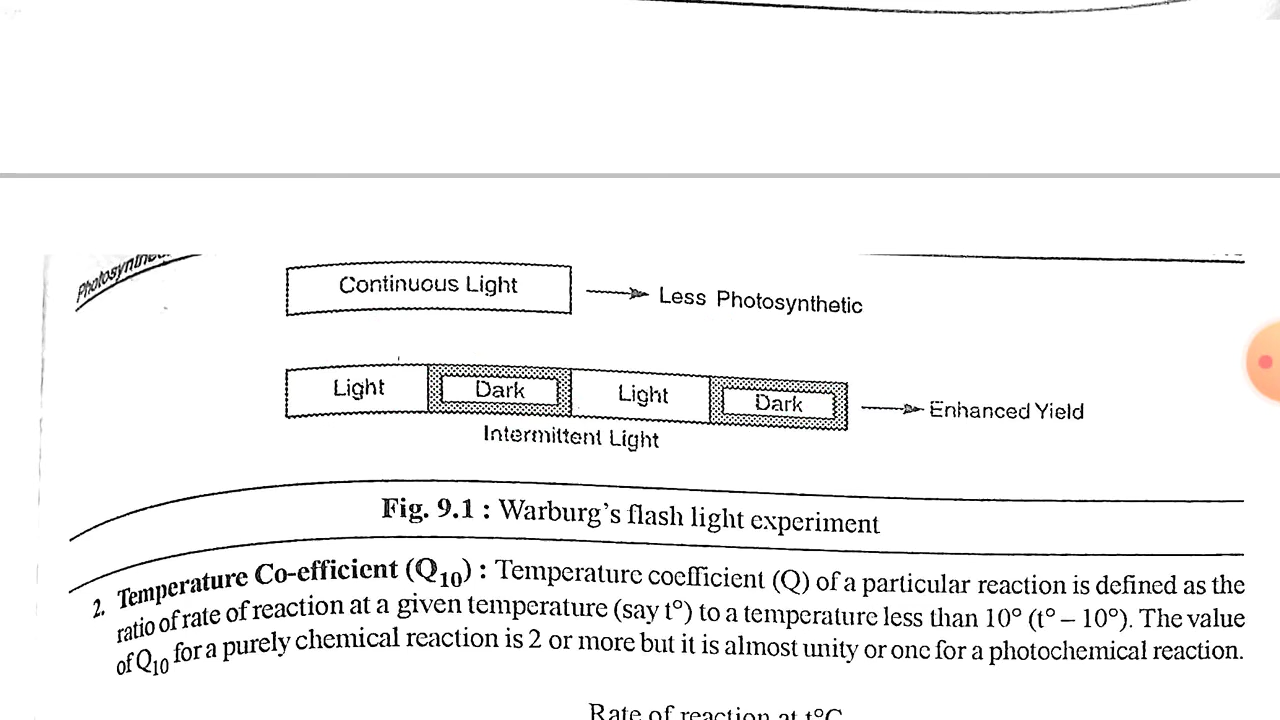 Continuous Light
Less Photosynthetic
Light Dark Light Dark
Enhanced Yield
Intermittent Light
Fig. 9.1 : Warburg's flash light experiment
2. Temperature Co-efficient (Q10) : Temperature coefficient (Q) of a particular reaction is defined as the
ratio of rate of reaction at a given temperature (say t°) to a temperature less than 10° (t° – 10°). The value
of Q10 for a purely chemical reaction is 2 or more but it is almost unity or one for a photochemical reaction.
Rate of reaction at t°C